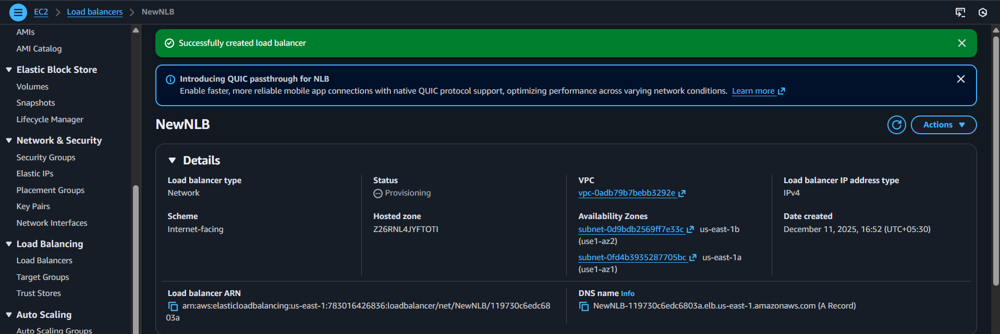 EC2 Load balancers NewNLB
AMIs
AMI Catalog
Elastic Block Store
Volumes
Snapshots
Lifecycle Manager
Network & Security
Security Groups
Elastic IPs
Placement Groups
Key Pairs
Network Interfaces
Load Balancing
Load Balancers
Target Groups
Trust Stores
Auto Scaling
Auto Scaling Groups
Successfully created load balancer
Introducing QUIC passthrough for NLB
Enable faster, more reliable mobile app connections with native QUIC protocol support, optimizing performance across varying network conditions. Learn more
NewNLB
Actions
Details
Load balancer type
Network
Status
Provisioning
VPC
vpc-0adb79b7bebb3292e
Load balancer IP address type
IPv4
Scheme
Internet-facing
Hosted zone
Z26RNL4JYFTOTI
Availability Zones
subnet-0d9bdb2569ff7e33c us-east-1b
(use1-az2)
subnet-0fd4b3935287705bc us-east-1a
(use1-az1)
Date created
December 11, 2025, 16:52 (UTC+05:30)
Load balancer ARN
arn:aws:elasticloadbalancing:us-east-1:783016426836:loadbalancer/net/NewNLB/119730c6edc68
03a
DNS name Info
NewNLB-119730c6edc6803a.elb.us-east-1.amazonaws.com (A Record)